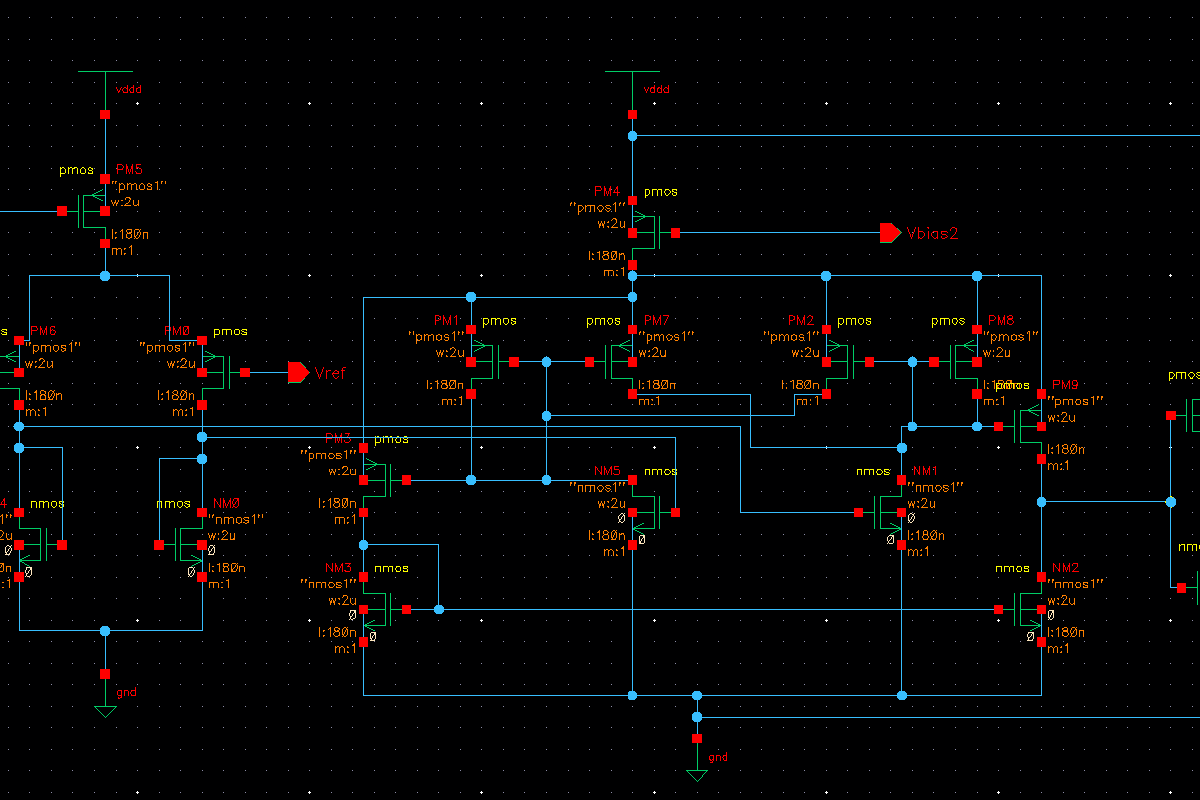 vddd
vddd
pmos PM5
"pmos1"
w:2u
l:180n
m:1
PM4 pmos
"pmos1"
w:2u
l:180n
m:1
Vbias2
s PM6
"pmos1"
w:2u
l:180n
m:1
PM0 pmos
"pmos1"
w:2u
l:180n
m:1
Vref
PM1 pmos
"pmos1"
w:2u
l:180n
m:1
pmos PM7
"pmos1"
w:2u
l:180n
m:1
PM2 pmos
"pmos1"
w:2u
l:180n
m:1
pmos PM8
"pmos1"
w:2u
l:180n
m:1
pmos PM9
"pmos1"
w:2u
l:180n
m:1
pmos
PM3 pmos
"pmos1"
w:2u
l:180n
m:1
NM5 nmos
"nmos1"
w:2u
0
0
l:180n
m:1
nmos NM1
"nmos1"
w:2u
0
0
l:180n
m:1
4 nmos
1"
u
0
0
0n
:1
nmos NM0
"nmos1"
w:2u
0
0
l:180n
m:1
NM3 nmos
"nmos1"
w:2u
0
0
l:180n
m:1
nmos NM2
"nmos1"
w:2u
0
0
l:180n
m:1
nm
gnd
gnd